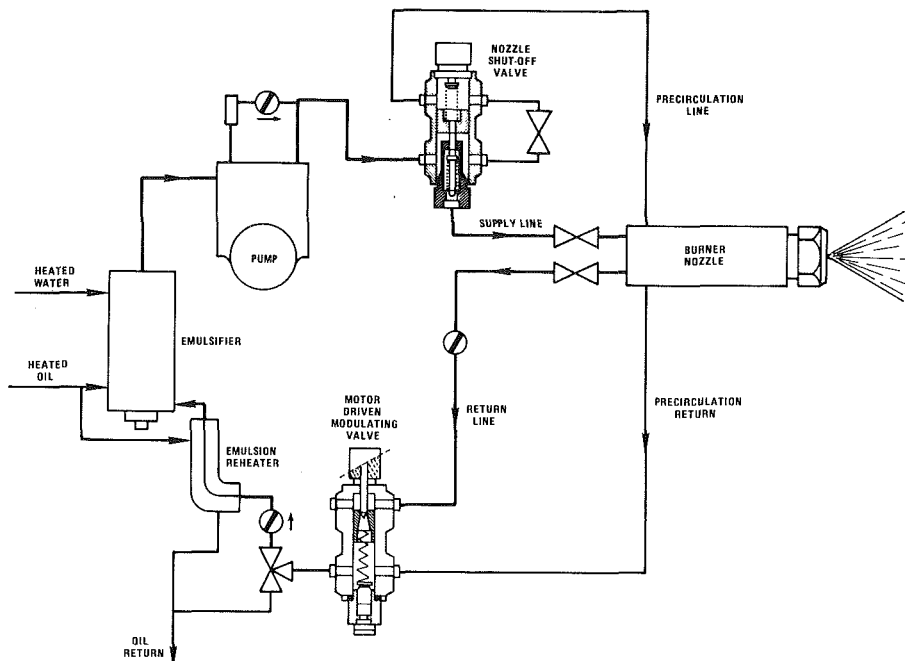 NOZZLE
SHUT-OFF
VALVE
PRECIRCULATION
LINE
SUPPLY LINE
PUMP
BURNER
NOZZLE
HEATED
WATER
EMULSIFIER
HEATED
OIL
MOTOR
DRIVEN
MODULATING
VALVE
RETURN
LINE
PRECIRCULATION
RETURN
EMULSION
REHEATER
OIL
RETURN